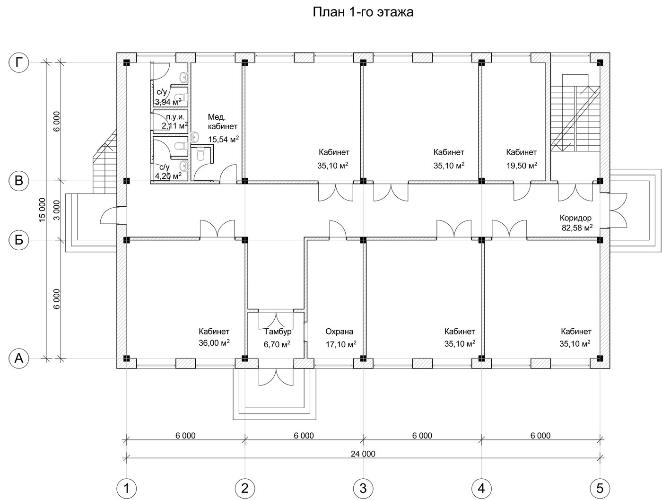 План 1-го этажа
Г
В
Б
А
6 000
3 000
6 000
15 000
с/у
3,94 м²
п.у.и.
2,11 м²
с/у
4,20 м²
Мед.
кабинет
15,54 м²
Кабинет
35,10 м²
Кабинет
35,10 м²
Кабинет
19,50 м²
Коридор
82,58 м²
Кабинет
36,00 м²
Тамбур
6,70 м²
Охрана
17,10 м²
Кабинет
35,10 м²
Кабинет
35,10 м²
6 000
6 000
6 000
6 000
24 000
1
2
3
4
5